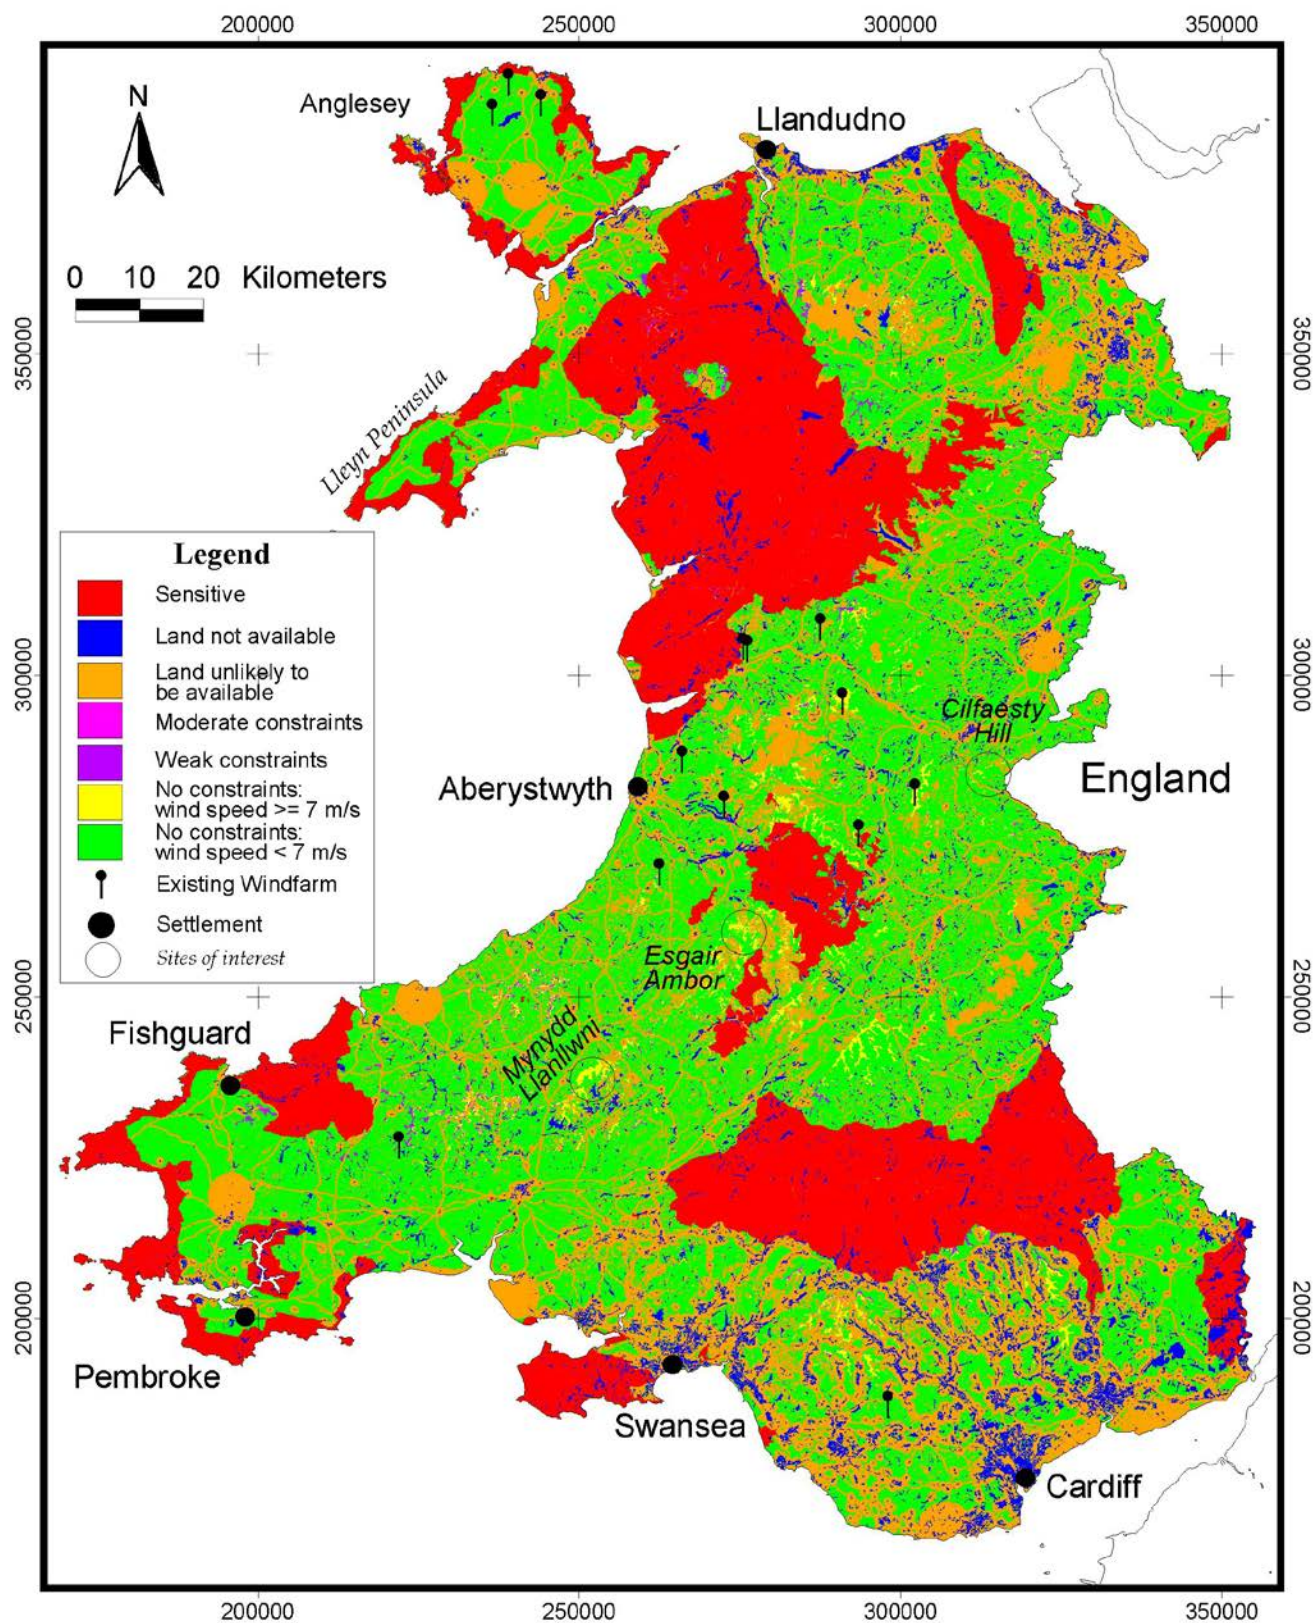 200000 250000 300000 350000
N
Anglesey
Llandudno
0 10 20 Kilometers
350000
350000
Lleyn Peninsula
Legend
Sensitive
Land not available
Land unlikely to
be available
Moderate constraints
Weak constraints
No constraints:
wind speed >= 7 m/s
No constraints:
wind speed < 7 m/s
Existing Windfarm
Settlement
Sites of interest
300000
300000
Cilfaesty
Hill
England
Aberystwyth
Esgair
Ambor
250000
250000
Fishguard
Mynydd
Llanllwni
200000
200000
Pembroke
Swansea
Cardiff
200000 250000 300000 350000